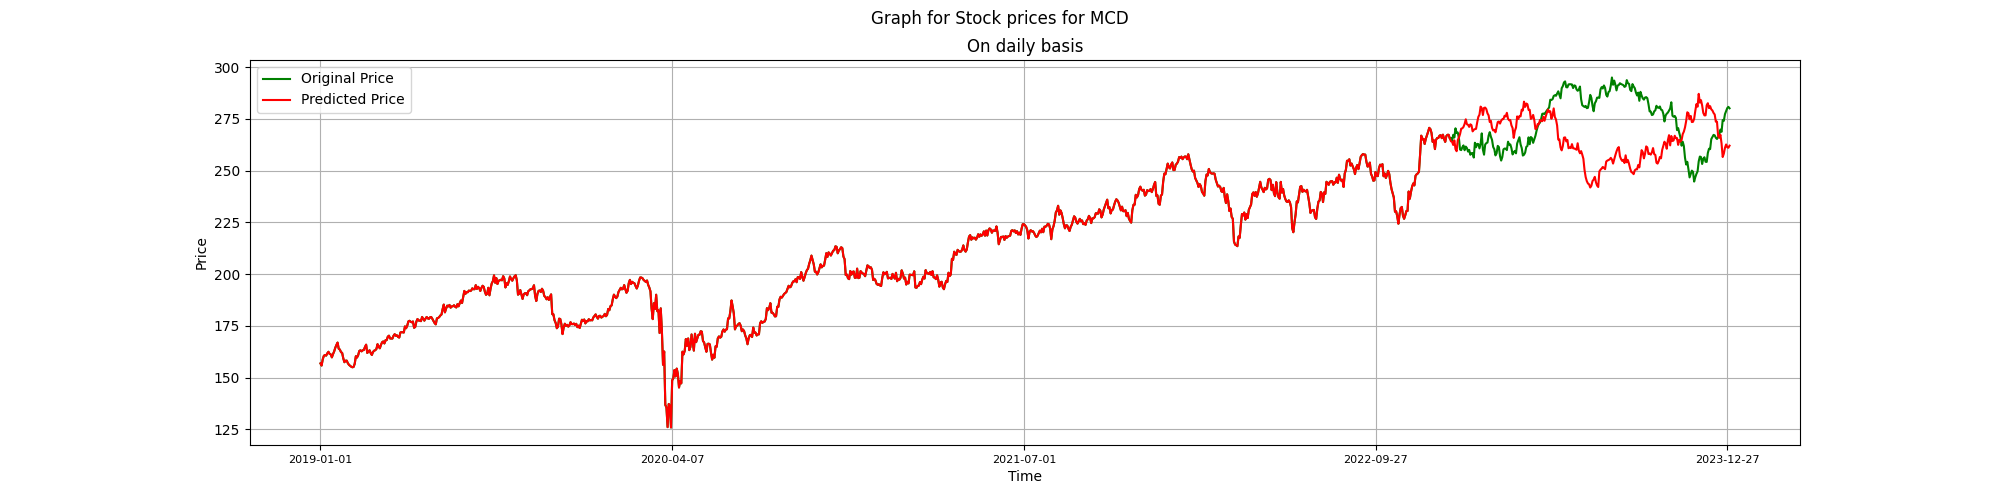 Graph for Stock prices for MCD
On daily basis
Original Price
Predicted Price
300
275
250
225
200
175
150
125
Price
2019-01-01
2020-04-07
2021-07-01
2022-09-27
2023-12-27
Time